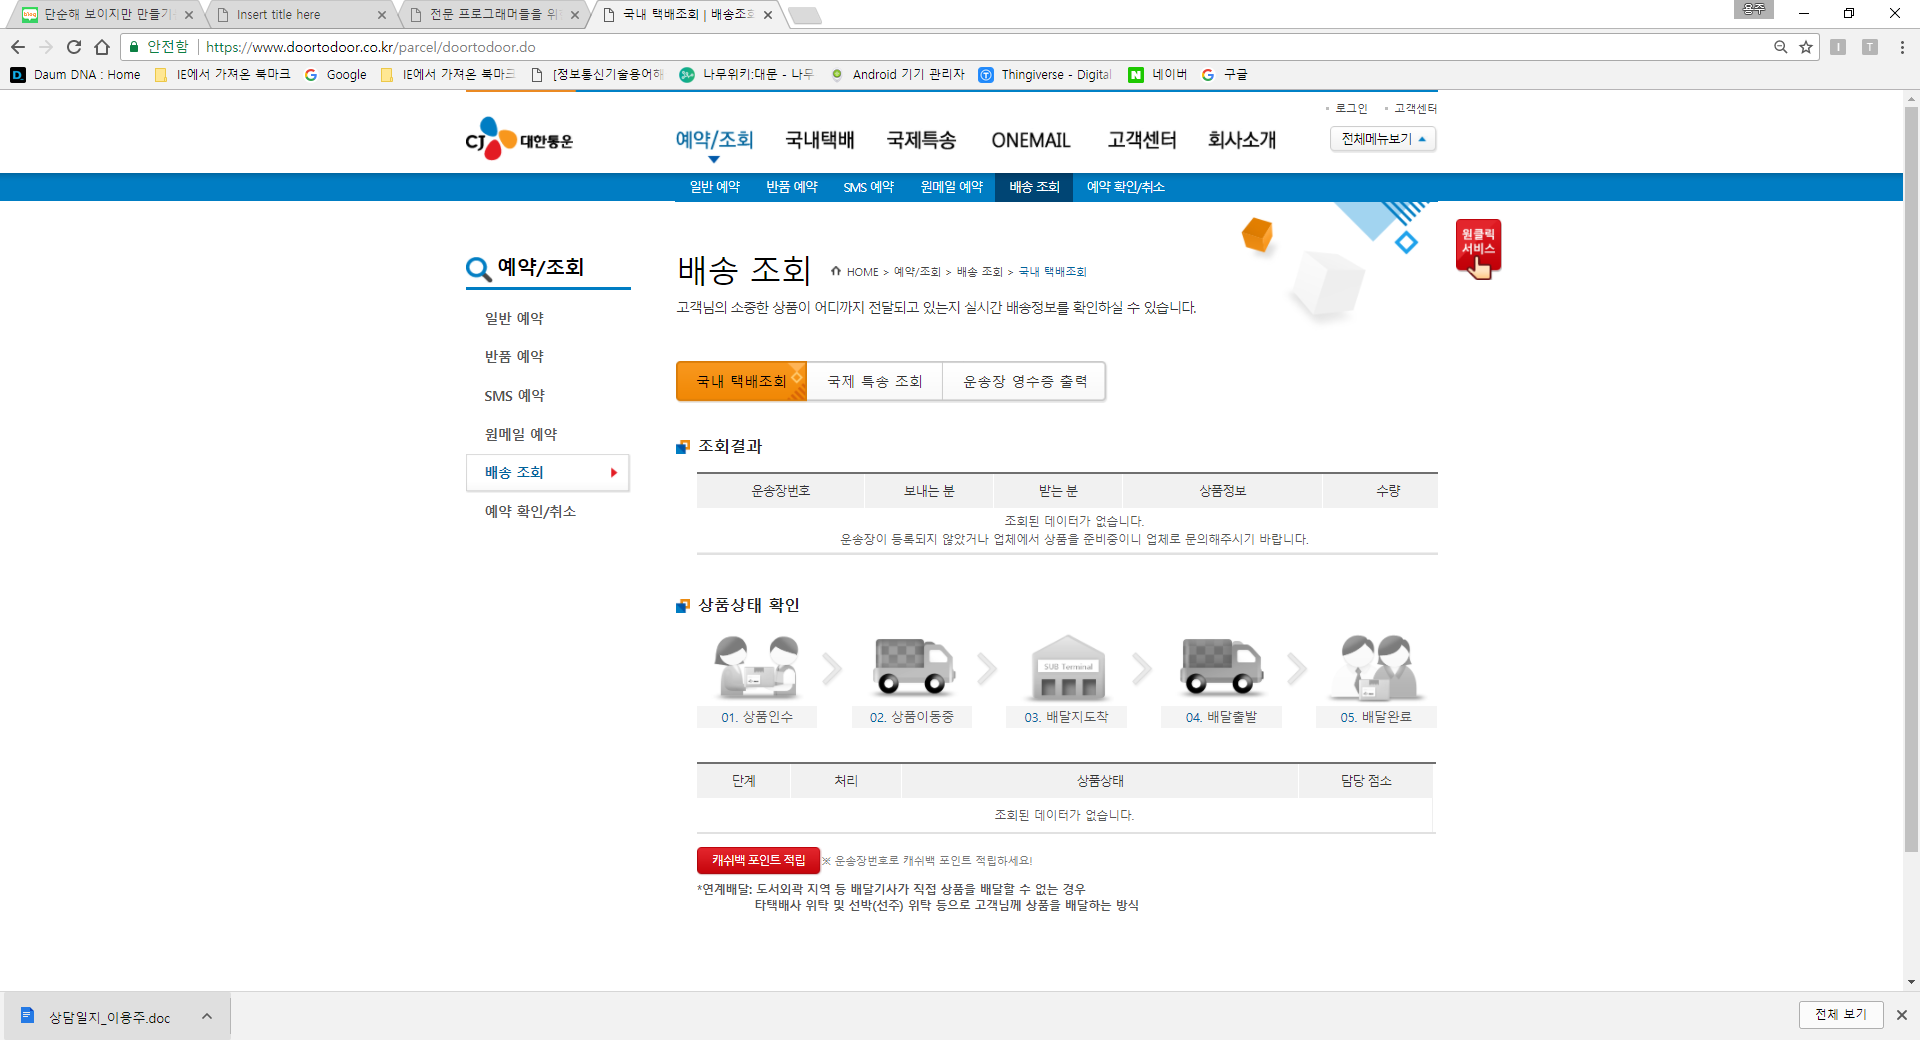 단순해 보이지만 만들기
Insert title here
전문 프로그래머들을 위
국내 택배조회 | 배송조회
용주
안전함
https://www.doortodoor.co.kr/parcel/doortodoor.do
Daum DNA : Home
IE에서 가져온 북마크
Google
IE에서 가져온 북마크
[정보통신기술용어해
나무위키:대문 - 나무
Android 기기 관리자
Thingiverse - Digital
네이버
구글
로그인
고객센터
CJ 대한통운
예약/조회
국내택배
국제특송
ONEMAIL
고객센터
회사소개
전체메뉴보기
일반 예약
반품 예약
SMS 예약
원메일 예약
배송 조회
예약 확인/취소
원클릭
서비스
예약/조회
일반 예약
반품 예약
SMS 예약
원메일 예약
배송 조회
예약 확인/취소
배송 조회
HOME > 예약/조회 > 배송 조회 > 국내 택배조회
고객님의 소중한 상품이 어디까지 전달되고 있는지 실시간 배송정보를 확인하실 수 있습니다.
국내 택배조회
국제 특송 조회
운송장 영수증 출력
조회결과
운송장번호
보내는 분
받는 분
상품정보
수량
조회된 데이터가 없습니다.
운송장이 등록되지 않았거나 업체에서 상품을 준비중이니 업체로 문의해주시기 바랍니다.
상품상태 확인
SUB Terminal
01. 상품인수
02. 상품이동중
03. 배달지도착
04. 배달출발
05. 배달완료
단계
처리
상품상태
담당 점소
조회된 데이터가 없습니다.
캐쉬백 포인트 적립
※ 운송장번호로 캐쉬백 포인트 적립하세요!
*연계배달: 도서외곽 지역 등 배달기사가 직접 상품을 배달할 수 없는 경우
타택배사 위탁 및 선박(선주) 위탁 등으로 고객님께 상품을 배달하는 방식
상담일지_이용주.doc
전체 보기